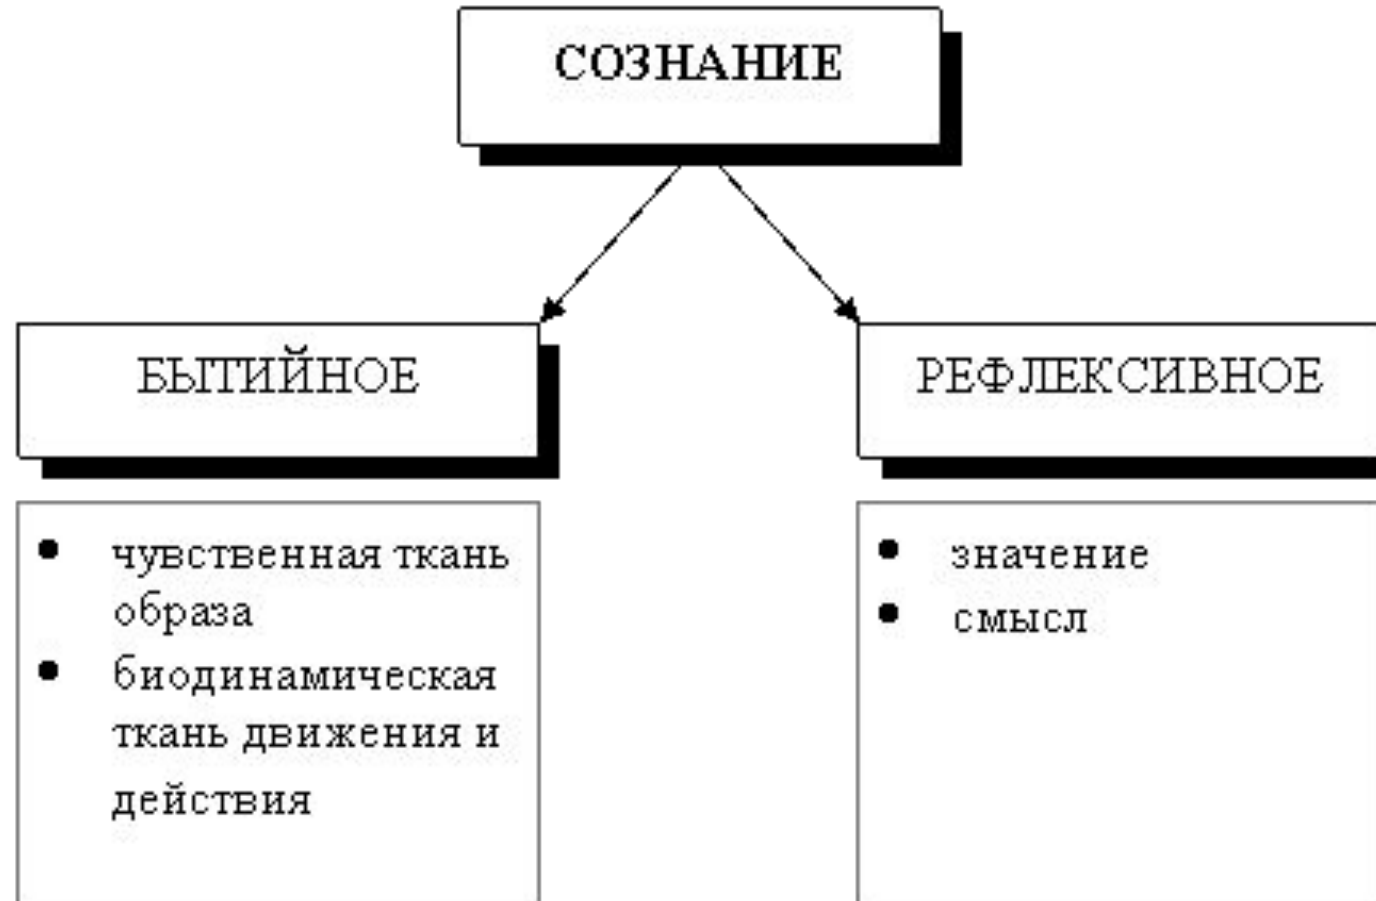 СОЗНАНИЕ
БЫТИЙНОЕ
РЕФЛЕКСИВНОЕ
• чувственная ткань
образа
• биодинамическая
ткань движения и
действия
• значение
• смысл